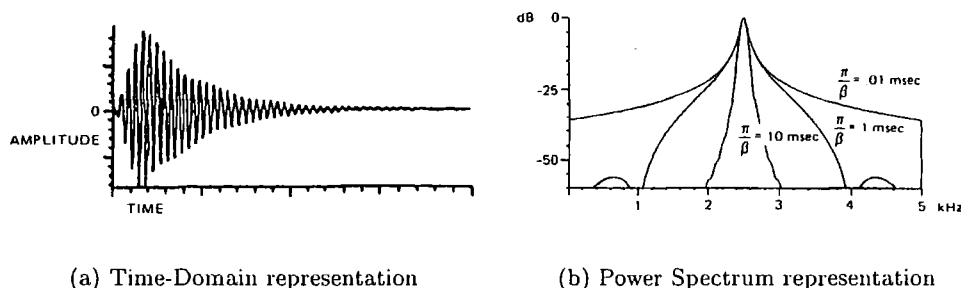 0
AMPLITUDE
TIME
dB 0
-25
-50
π/β = .01 msec
π/β = 1 msec
π/β = 10 msec
1 2 3 4 5 kHz
(a) Time-Domain representation
(b) Power Spectrum representation